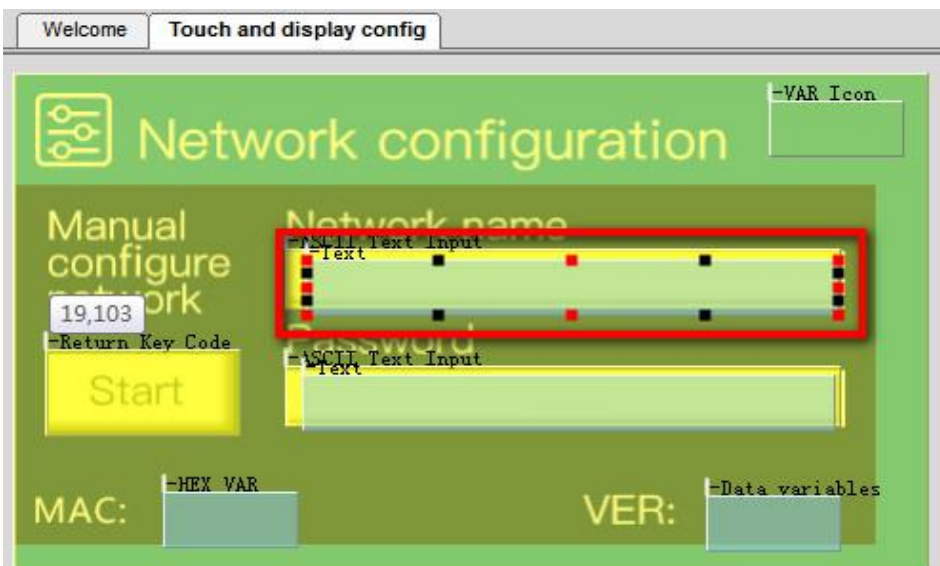 Welcome
Touch and display config
-VAR Icon
Network configuration
Manual
configure
network
Network name
-ASCII Text Input
-Text
19,103
-Return Key Code
Start
Password
-ASCII Text Input
-Text
MAC:
-HEX VAR
VER:
-Data variables